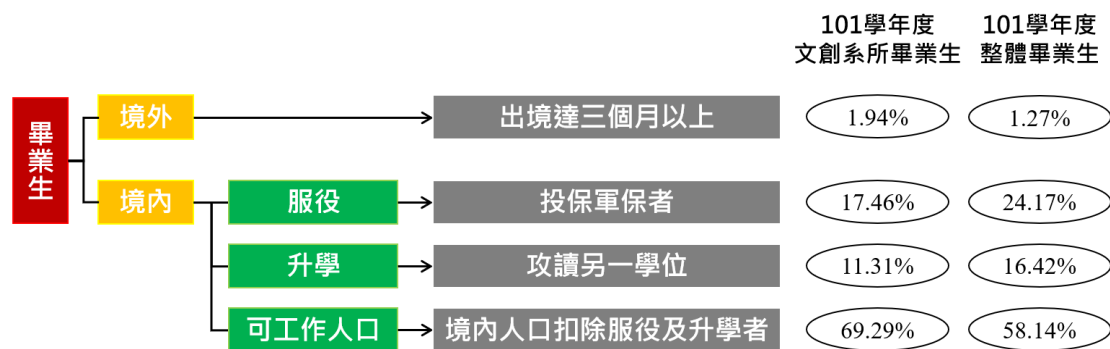 101學年度
文創系所畢業生
101學年度
整體畢業生
畢業生
境外
出境達三個月以上
1.94%
1.27%
境內
服役
投保軍保者
17.46%
24.17%
升學
攻讀另一學位
11.31%
16.42%
可工作人口
境內人口扣除服役及升學者
69.29%
58.14%